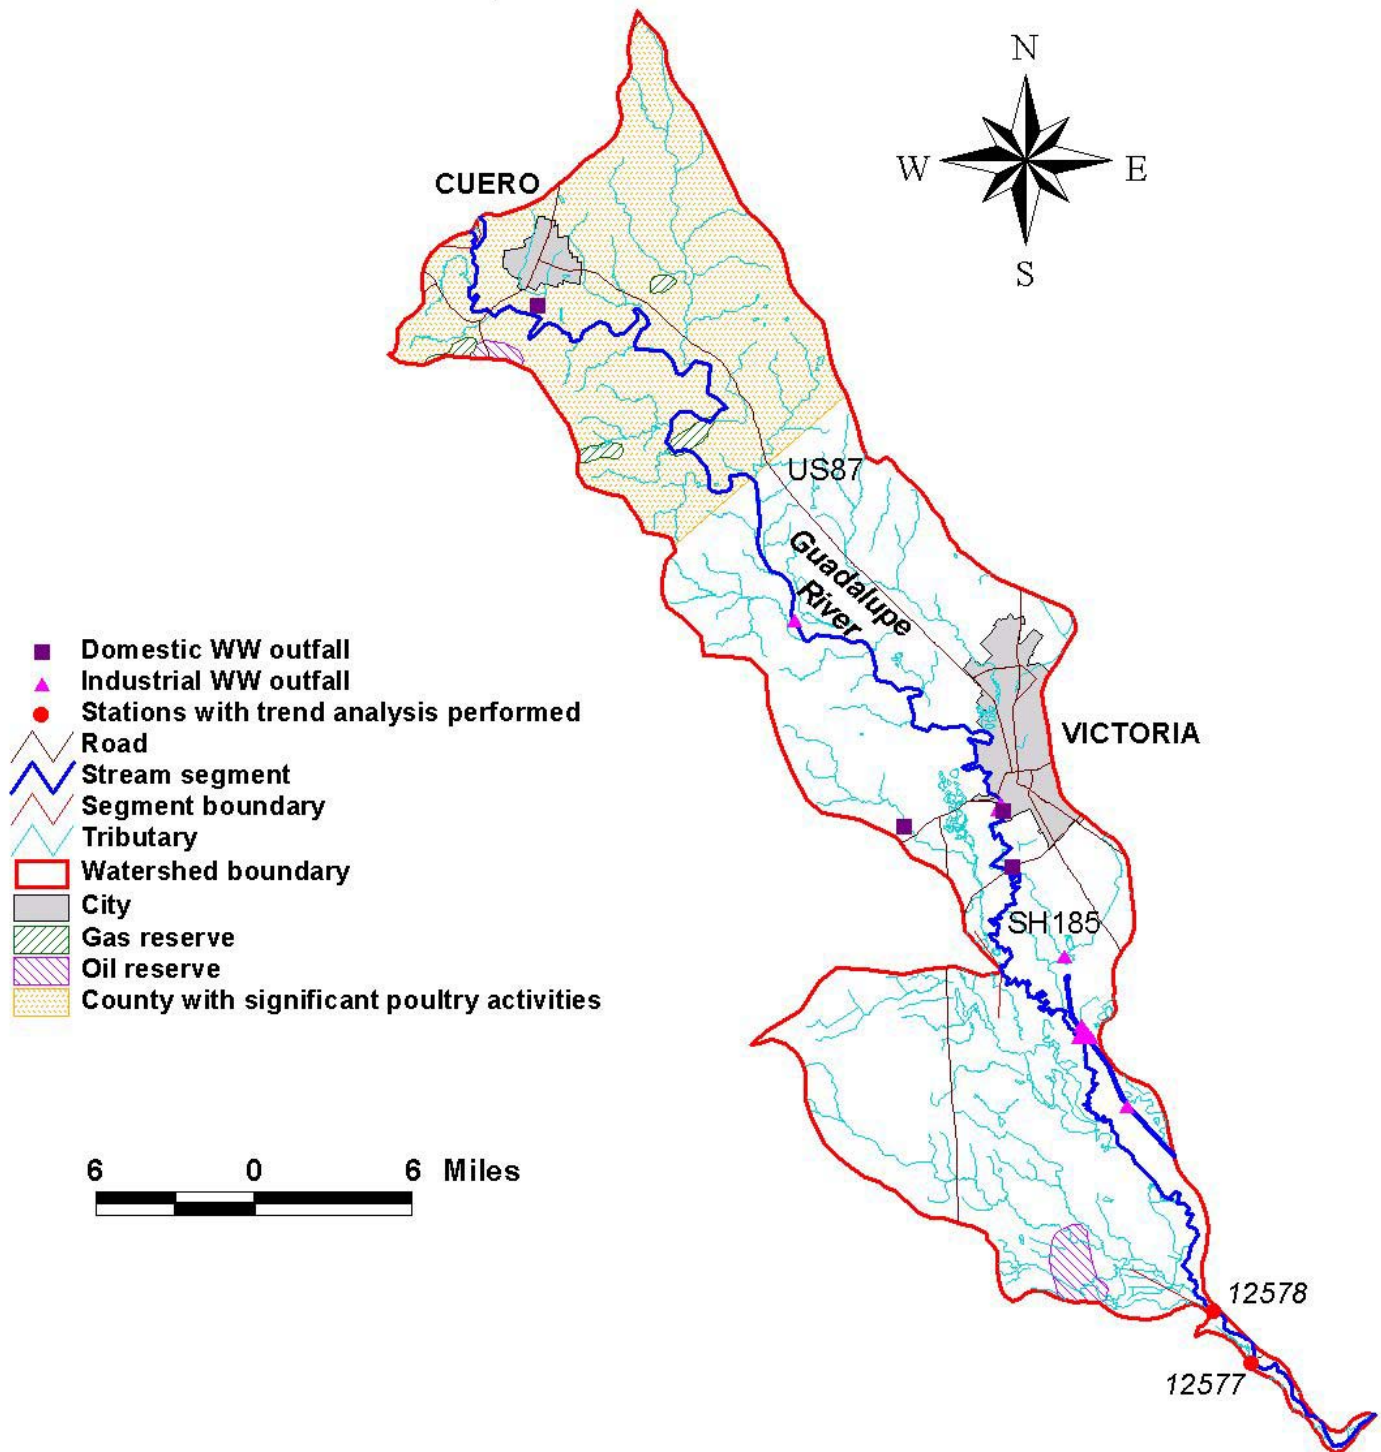 N
W
E
S
CUERO
US87
Guadalupe
River
VICTORIA
SH185
Domestic WW outfall
Industrial WW outfall
Stations with trend analysis performed
Road
Stream segment
Segment boundary
Tributary
Watershed boundary
City
Gas reserve
Oil reserve
County with significant poultry activities
6 0 6 Miles
12578
12577